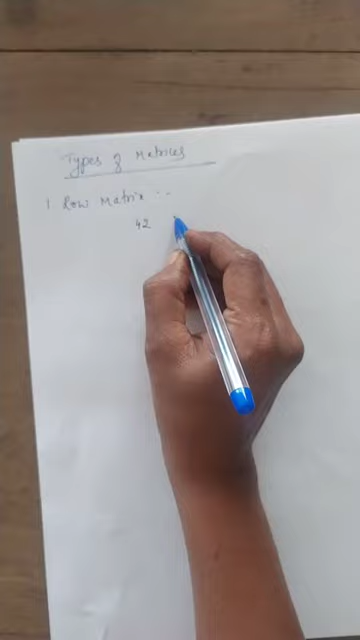 Types of Matrices
1 Row Matrix :-
42